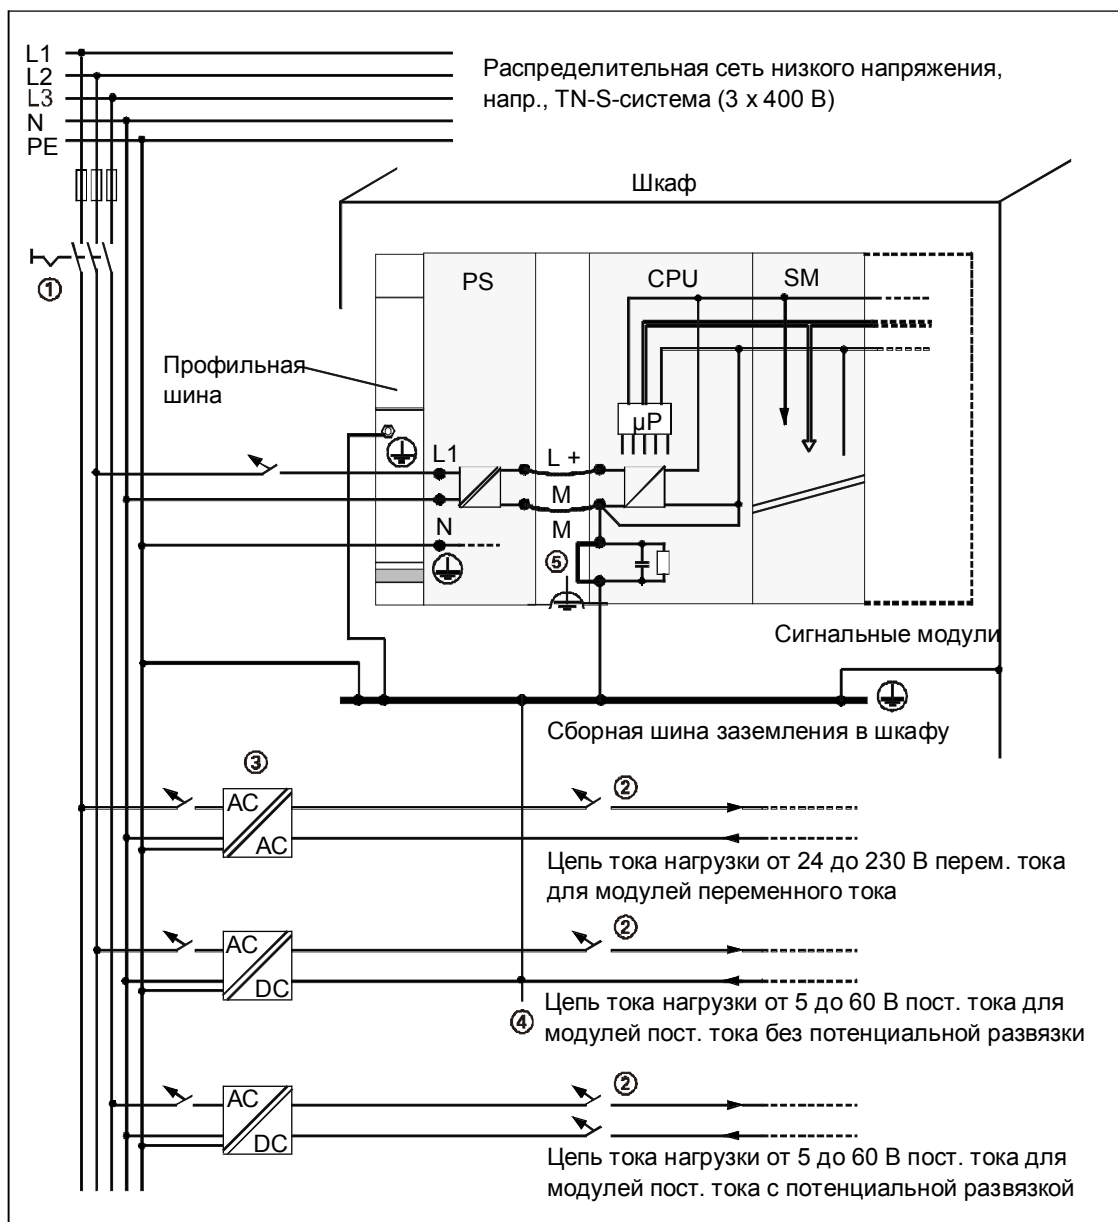 L1
L2
L3
N
PE
Распределительная сеть низкого напряжения,
напр., TN-S-система (3 x 400 В)
Шкаф
①
PS
CPU
SM
Профильная
шина
µP
L1
L +
M
N
M
⑤
Сигнальные модули
Сборная шина заземления в шкафу
③
②
AC
AC
Цепь тока нагрузки от 24 до 230 В перем. тока
для модулей переменного тока
②
AC
DC
④
Цепь тока нагрузки от 5 до 60 В пост. тока для
модулей пост. тока без потенциальной развязки
②
AC
DC
Цепь тока нагрузки от 5 до 60 В пост. тока для
модулей пост. тока с потенциальной развязкой